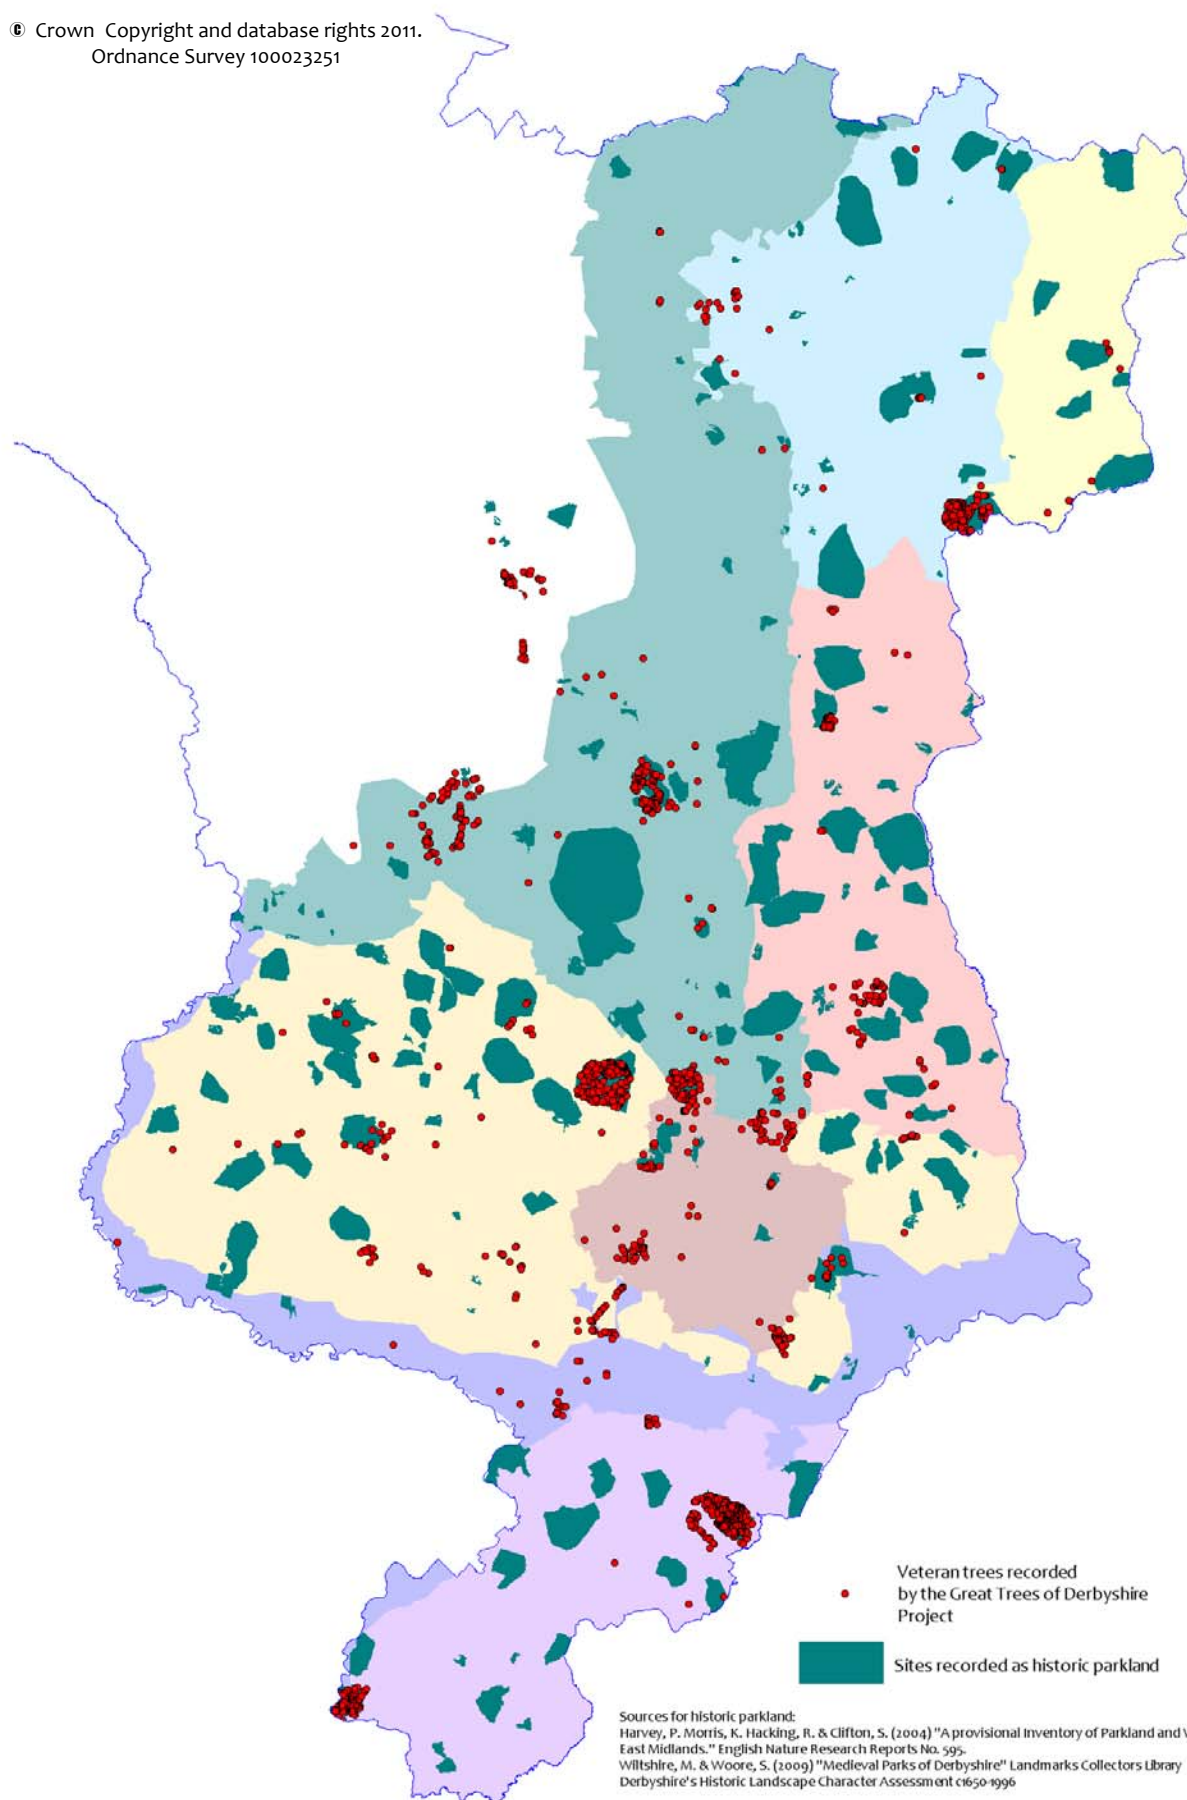 © Crown Copyright and database rights 2011.
Ordnance Survey 100023251
Veteran trees recorded
by the Great Trees of Derbyshire
Project
Sites recorded as historic parkland
Sources for historic parkland:
Harvey, P. Morris, K. Hacking, R. & Clifton, S. (2004) "A provisional Inventory of Parkland and
East Midlands." English Nature Research Reports No. 595.
Wiltshire, M. & Woore, S. (2009) "Medieval Parks of Derbyshire" Landmarks Collectors Library
Derbyshire's Historic Landscape Character Assessment c1650-1996